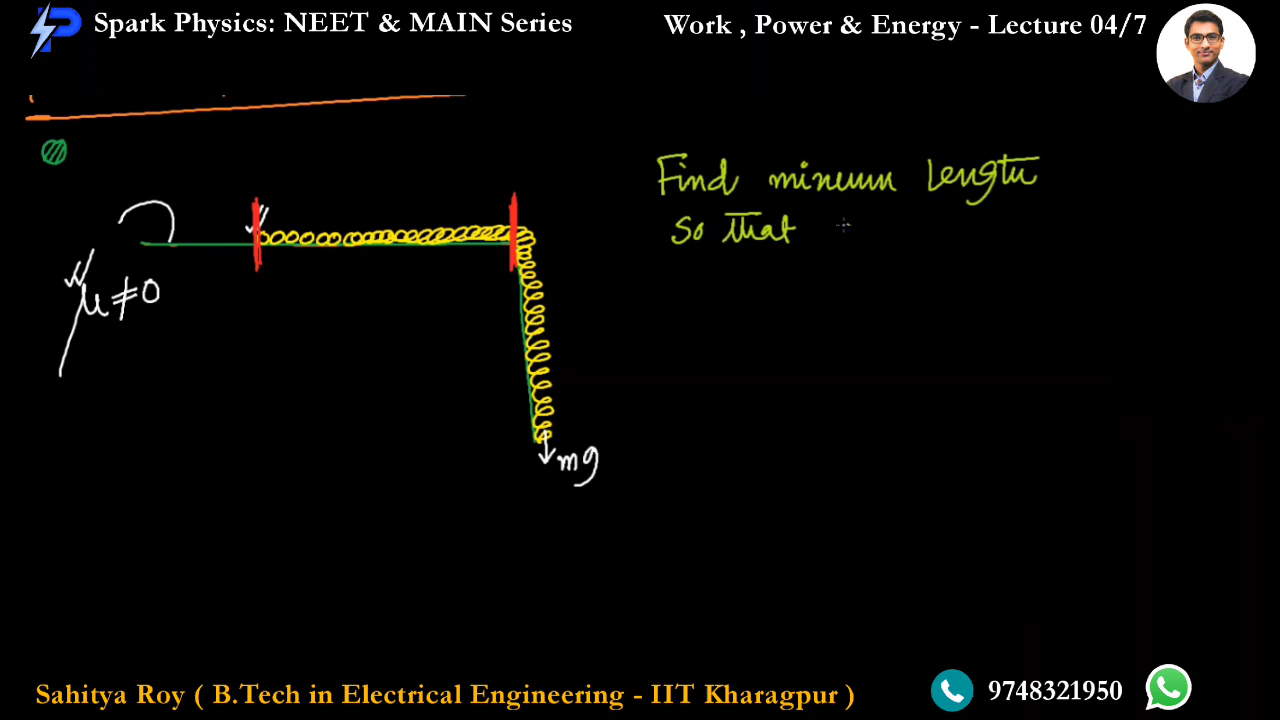 Spark Physics: NEET & MAIN Series
Work , Power & Energy - Lecture 04/7
Find minimum length
so that
μ ≠ 0
mg
Sahitya Roy ( B.Tech in Electrical Engineering - IIT Kharagpur )
9748321950